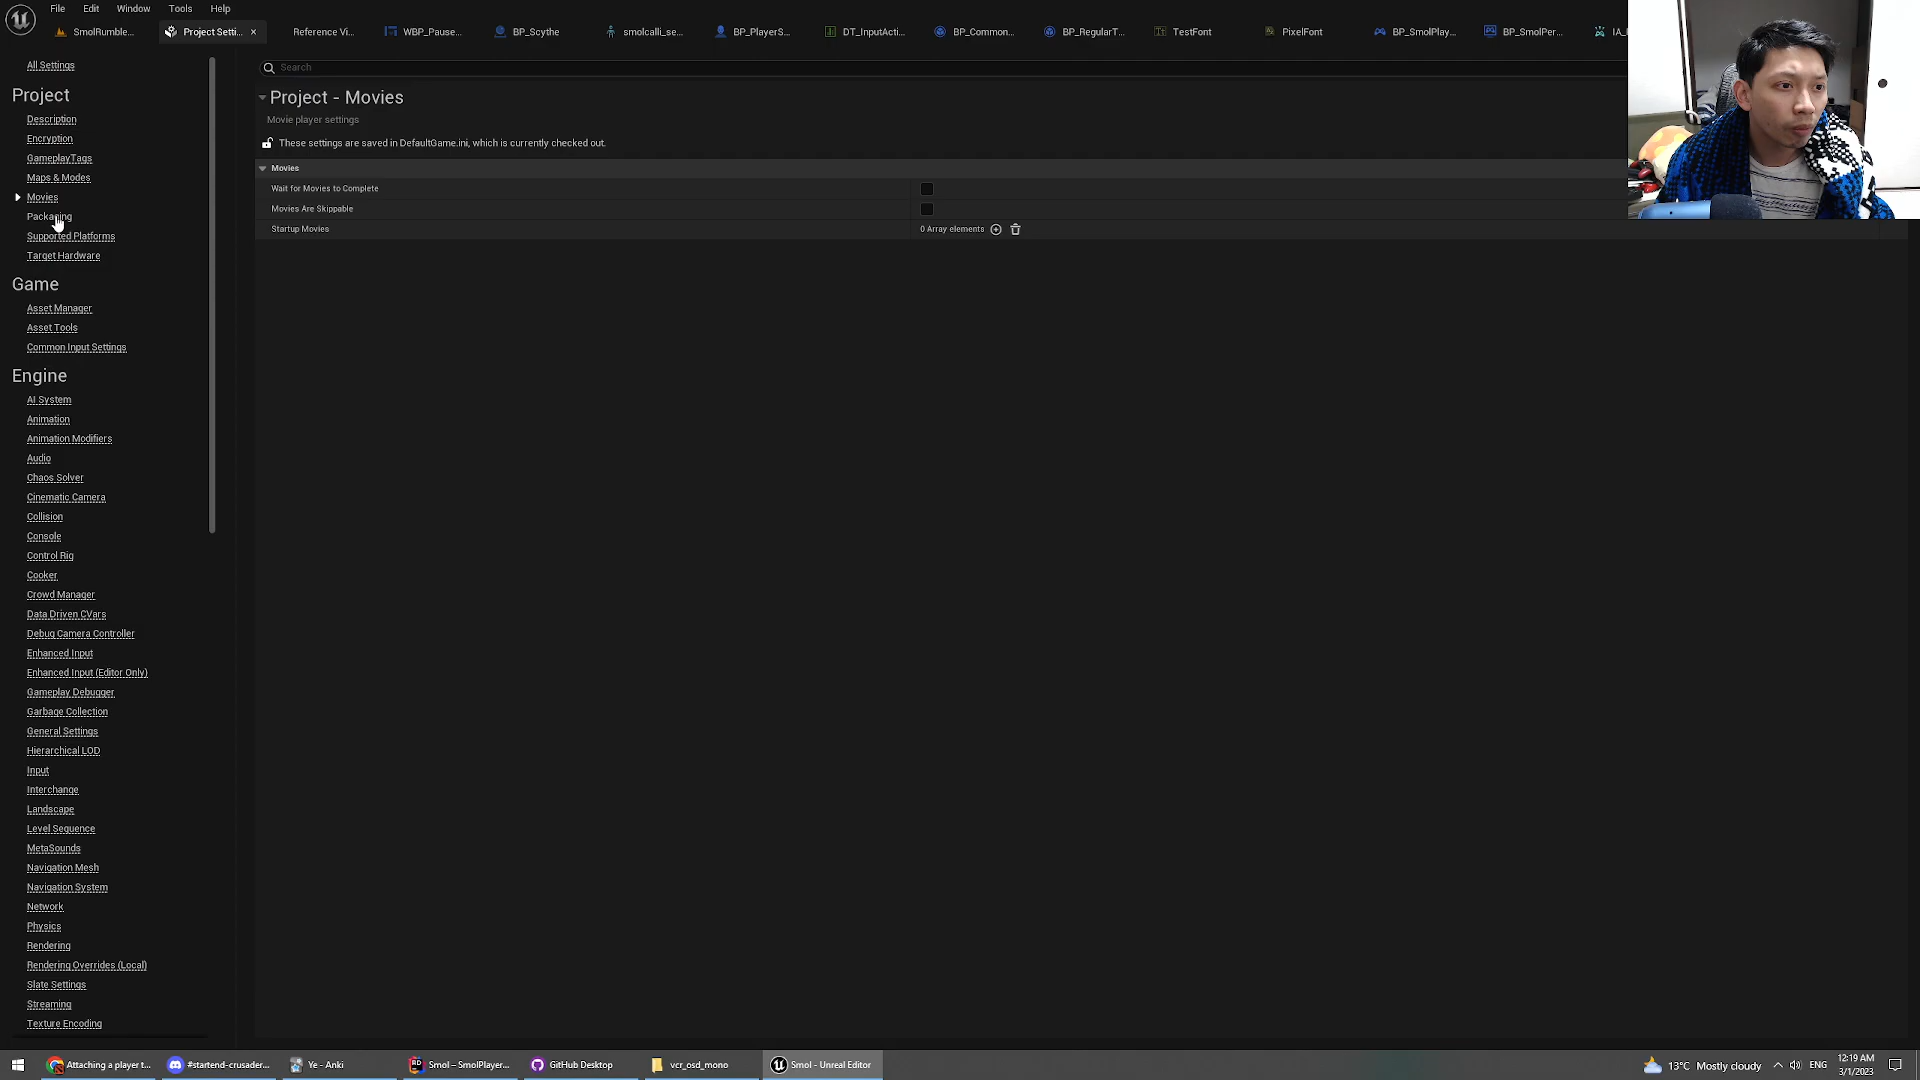 File Edit Window Tools Help
SmolRumble... Project Setti... × Reference Vi... WBP_Pause... BP_Scythe smolcalli_se... BP_PlayerS... DT_InputActi... BP_Common... BP_RegularT... TestFont PixelFont BP_SmolPlay... BP_SmolPer...
All Settings
Search
Project
Project - Movies
Description
Movie player settings
Encryption
These settings are saved in DefaultGame.ini, which is currently checked out.
GameplayTags
Movies
Maps & Modes
Wait for Movies to Complete
Movies
Movies Are Skippable
Packaging
Startup Movies 0 Array elements
Supported Platforms
Target Hardware
Game
Asset Manager
Asset Tools
Common Input Settings
Engine
AI System
Animation
Animation Modifiers
Audio
Chaos Solver
Cinematic Camera
Collision
Console
Control Rig
Cooker
Crowd Manager
Data Driven CVars
Debug Camera Controller
Enhanced Input
Enhanced Input (Editor Only)
Gameplay Debugger
Garbage Collection
General Settings
Hierarchical LOD
Input
Interchange
Landscape
Level Sequence
MetaSounds
Navigation Mesh
Navigation System
Network
Physics
Rendering
Rendering Overrides (Local)
Slate Settings
Streaming
Texture Encoding
Attaching a player t... #startend-crusader... Ye - Anki Smol – SmolPlayer... GitHub Desktop vcr_osd_mono Smol - Unreal Editor 13°C Mostly cloudy ENG 12:19 AM
3/1/2023